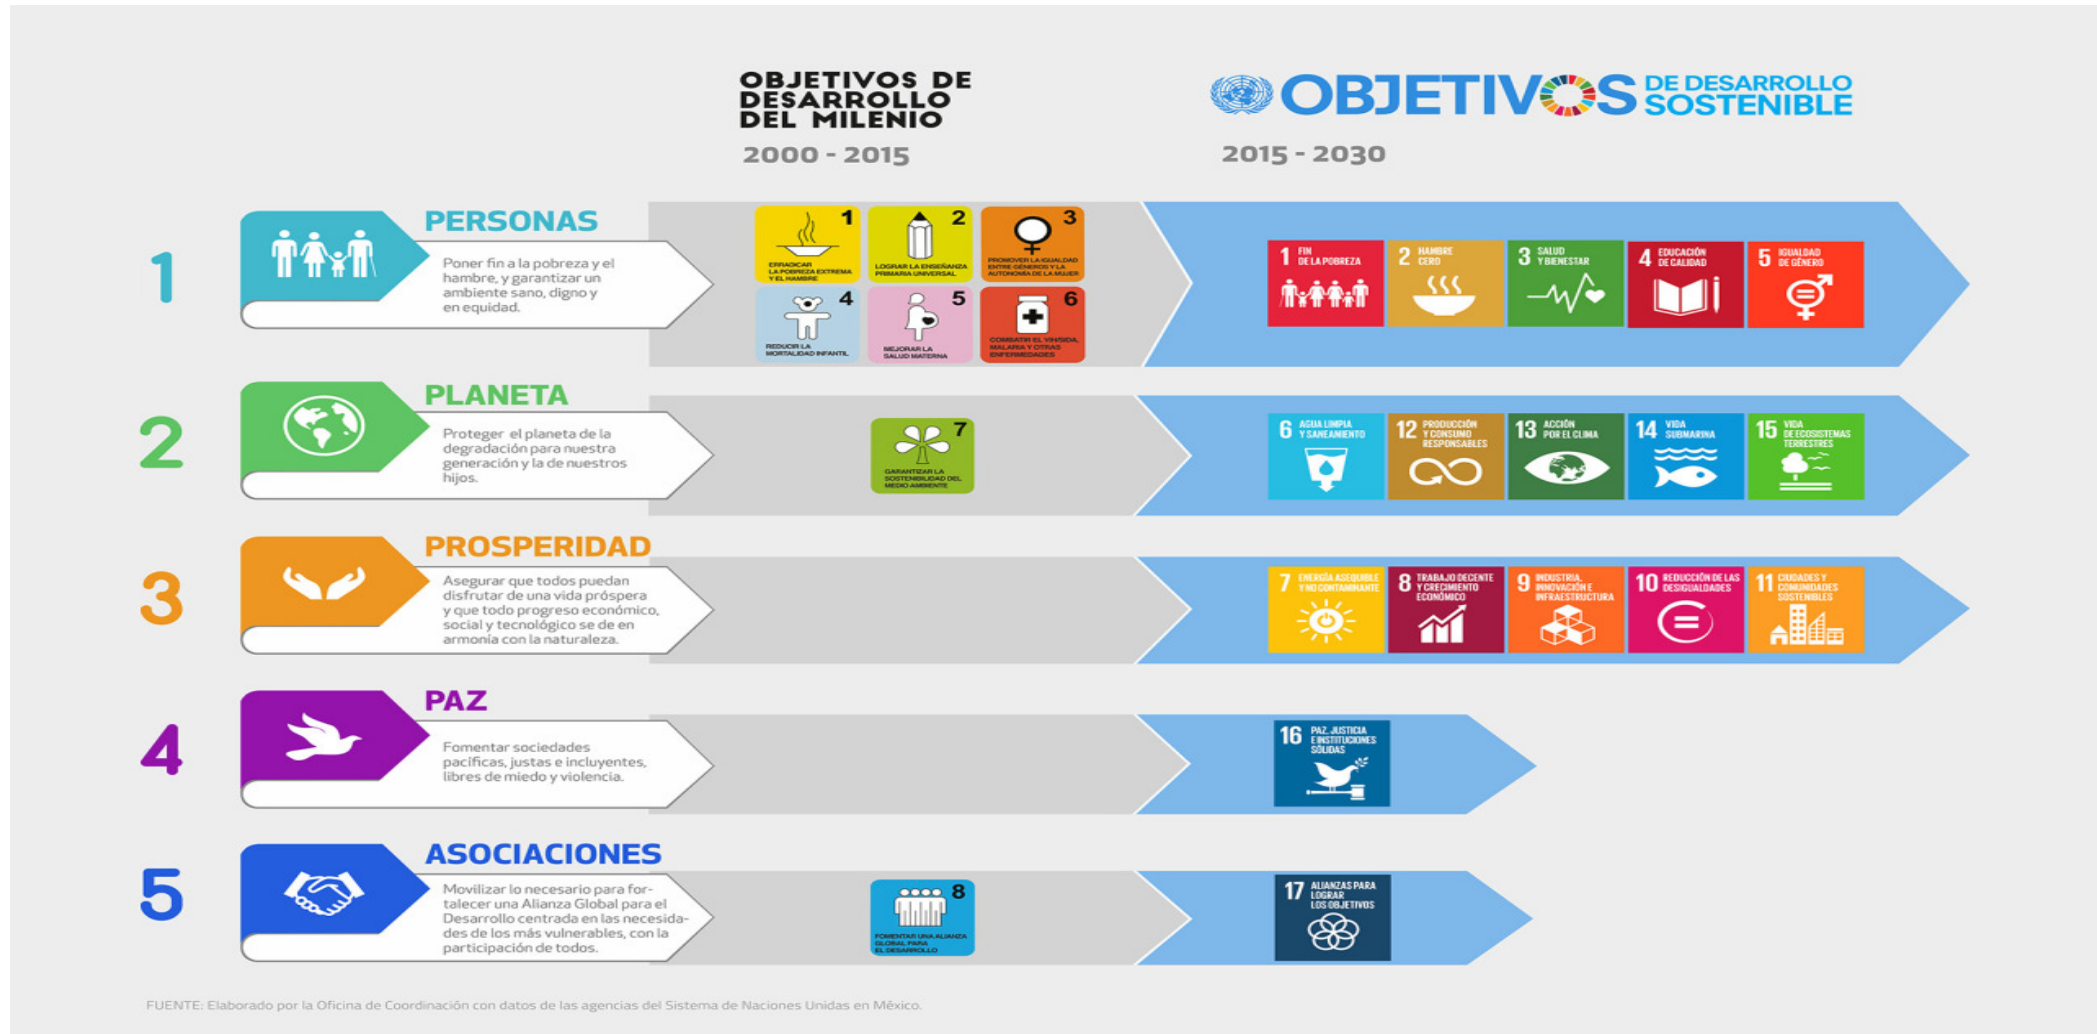 OBJETIVOS DE
DESARROLLO
DEL MILENIO
2000 - 2015
OBJETIVOS DE DESARROLLO
SOSTENIBLE
2015 - 2030
1
PERSONAS
Poner fin a la pobreza y el
hambre, y garantizar un
ambiente sano, digno y
en equidad.
1
ERRADICAR
LA POBREZA EXTREMA
Y EL HAMBRE
2
LOGRAR LA ENSEÑANZA
PRIMARIA UNIVERSAL
3
PROMOVER LA IGUALDAD
ENTRE GÉNEROS Y LA
AUTONOMÍA DE LA MUJER
4
REDUCIR LA
MORTALIDAD INFANTIL
5
MEJORAR LA
SALUD MATERNA
6
COMBATIR EL VIH/SIDA,
MALARIA Y OTRAS
ENFERMEDADES
1 FIN
DE LA POBREZA
2 HAMBRE
CERO
3 SALUD
Y BIENESTAR
4 EDUCACIÓN
DE CALIDAD
5 IGUALDAD
DE GÉNERO
2
PLANETA
Proteger el planeta de la
degradación para nuestra
generación y la de nuestros
hijos.
7
GARANTIZAR LA
SOSTENIBILIDAD DEL
MEDIO AMBIENTE
6 AGUA LIMPIA
Y SANEAMIENTO
12 PRODUCCIÓN
Y CONSUMO
RESPONSABLES
13 ACCIÓN
POR EL CLIMA
14 VIDA
SUBMARINA
15 VIDA
DE ECOSISTEMAS
TERRESTRES
3
PROSPERIDAD
Asegurar que todos puedan
disfrutar de una vida próspera
y que todo progreso económico,
social y tecnológico se de en
armonía con la naturaleza.
7 ENERGÍA ASEQUIBLE
Y NO CONTAMINANTE
8 TRABAJO DECENTE
Y CRECIMIENTO
ECONÓMICO
9 INDUSTRIA,
INNOVACIÓN E
INFRAESTRUCTURA
10 REDUCCIÓN DE LAS
DESIGUALDADES
11 CIUDADES Y
COMUNIDADES
SOSTENIBLES
4
PAZ
Fomentar sociedades
pacíficas, justas e incluyentes,
libres de miedo y violencia.
16 PAZ, JUSTICIA
E INSTITUCIONES
SÓLIDAS
5
ASOCIACIONES
Movilizar lo necesario para for-
talecer una Alianza Global para el
Desarrollo centrada en las necesida-
des de los más vulnerables, con la
participación de todos.
8
FOMENTAR UNA ALIANZA
GLOBAL PARA
EL DESARROLLO
17 ALIANZAS PARA
LOGRAR
LOS OBJETIVOS
FUENTE: Elaborado por la Oficina de Coordinación con datos de las agencias del Sistema de Naciones Unidas en México.